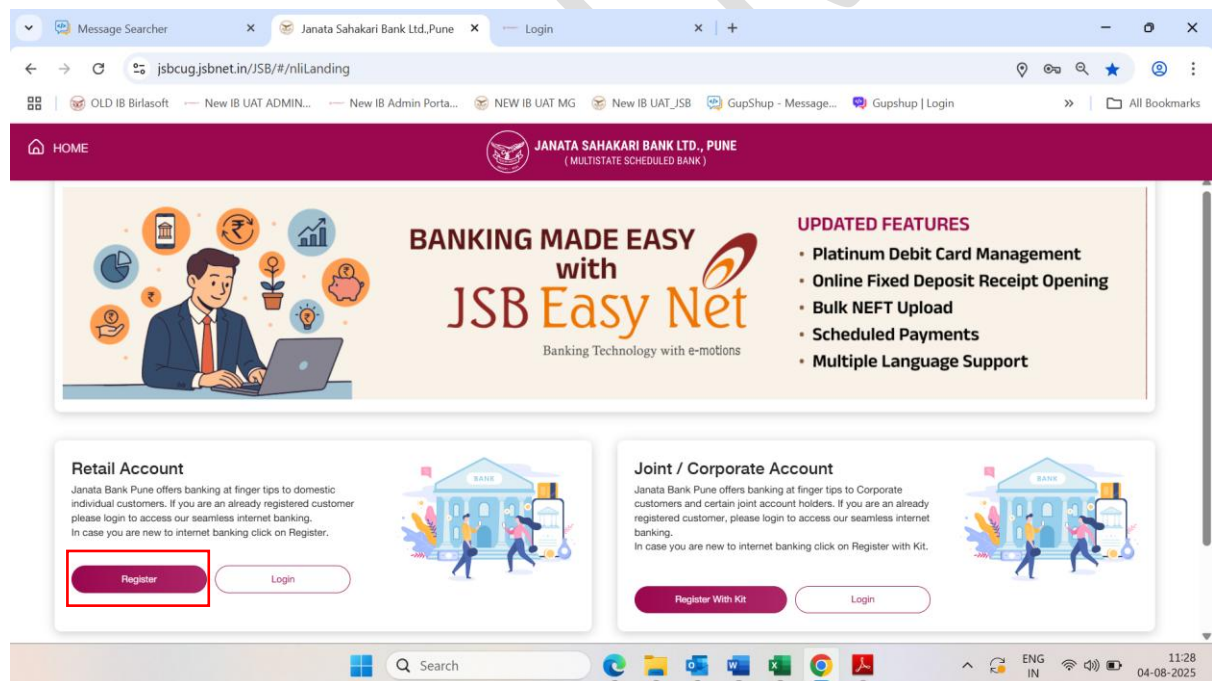 Message Searcher
Janata Sahakari Bank Ltd.,Pune
Login
jsbcug.jsbnet.in/JSB/#/nliLanding
OLD IB Birlasoft
New IB UAT ADMIN...
New IB Admin Porta...
NEW IB UAT MG
New IB UAT_JSB
GupShup - Message...
Gupshup | Login
»
All Bookmarks
HOME
JANATA SAHAKARI BANK LTD., PUNE
( MULTISTATE SCHEDULED BANK )
BANKING MADE EASY
with
JSB Easy Net
Banking Technology with e-motions
UPDATED FEATURES
• Platinum Debit Card Management
• Online Fixed Deposit Receipt Opening
• Bulk NEFT Upload
• Scheduled Payments
• Multiple Language Support
Retail Account
Janata Bank Pune offers banking at finger tips to domestic
individual customers. If you are an already registered customer
please login to access our seamless internet banking.
In case you are new to internet banking click on Register.
Register
Login
BANK
Joint / Corporate Account
Janata Bank Pune offers banking at finger tips to Corporate
customers and certain joint account holders. If you are an already
registered customer, please login to access our seamless internet
banking.
In case you are new to internet banking click on Register with Kit.
Register With Kit
Login
BANK
Search
ENG
IN
11:28
04-08-2025